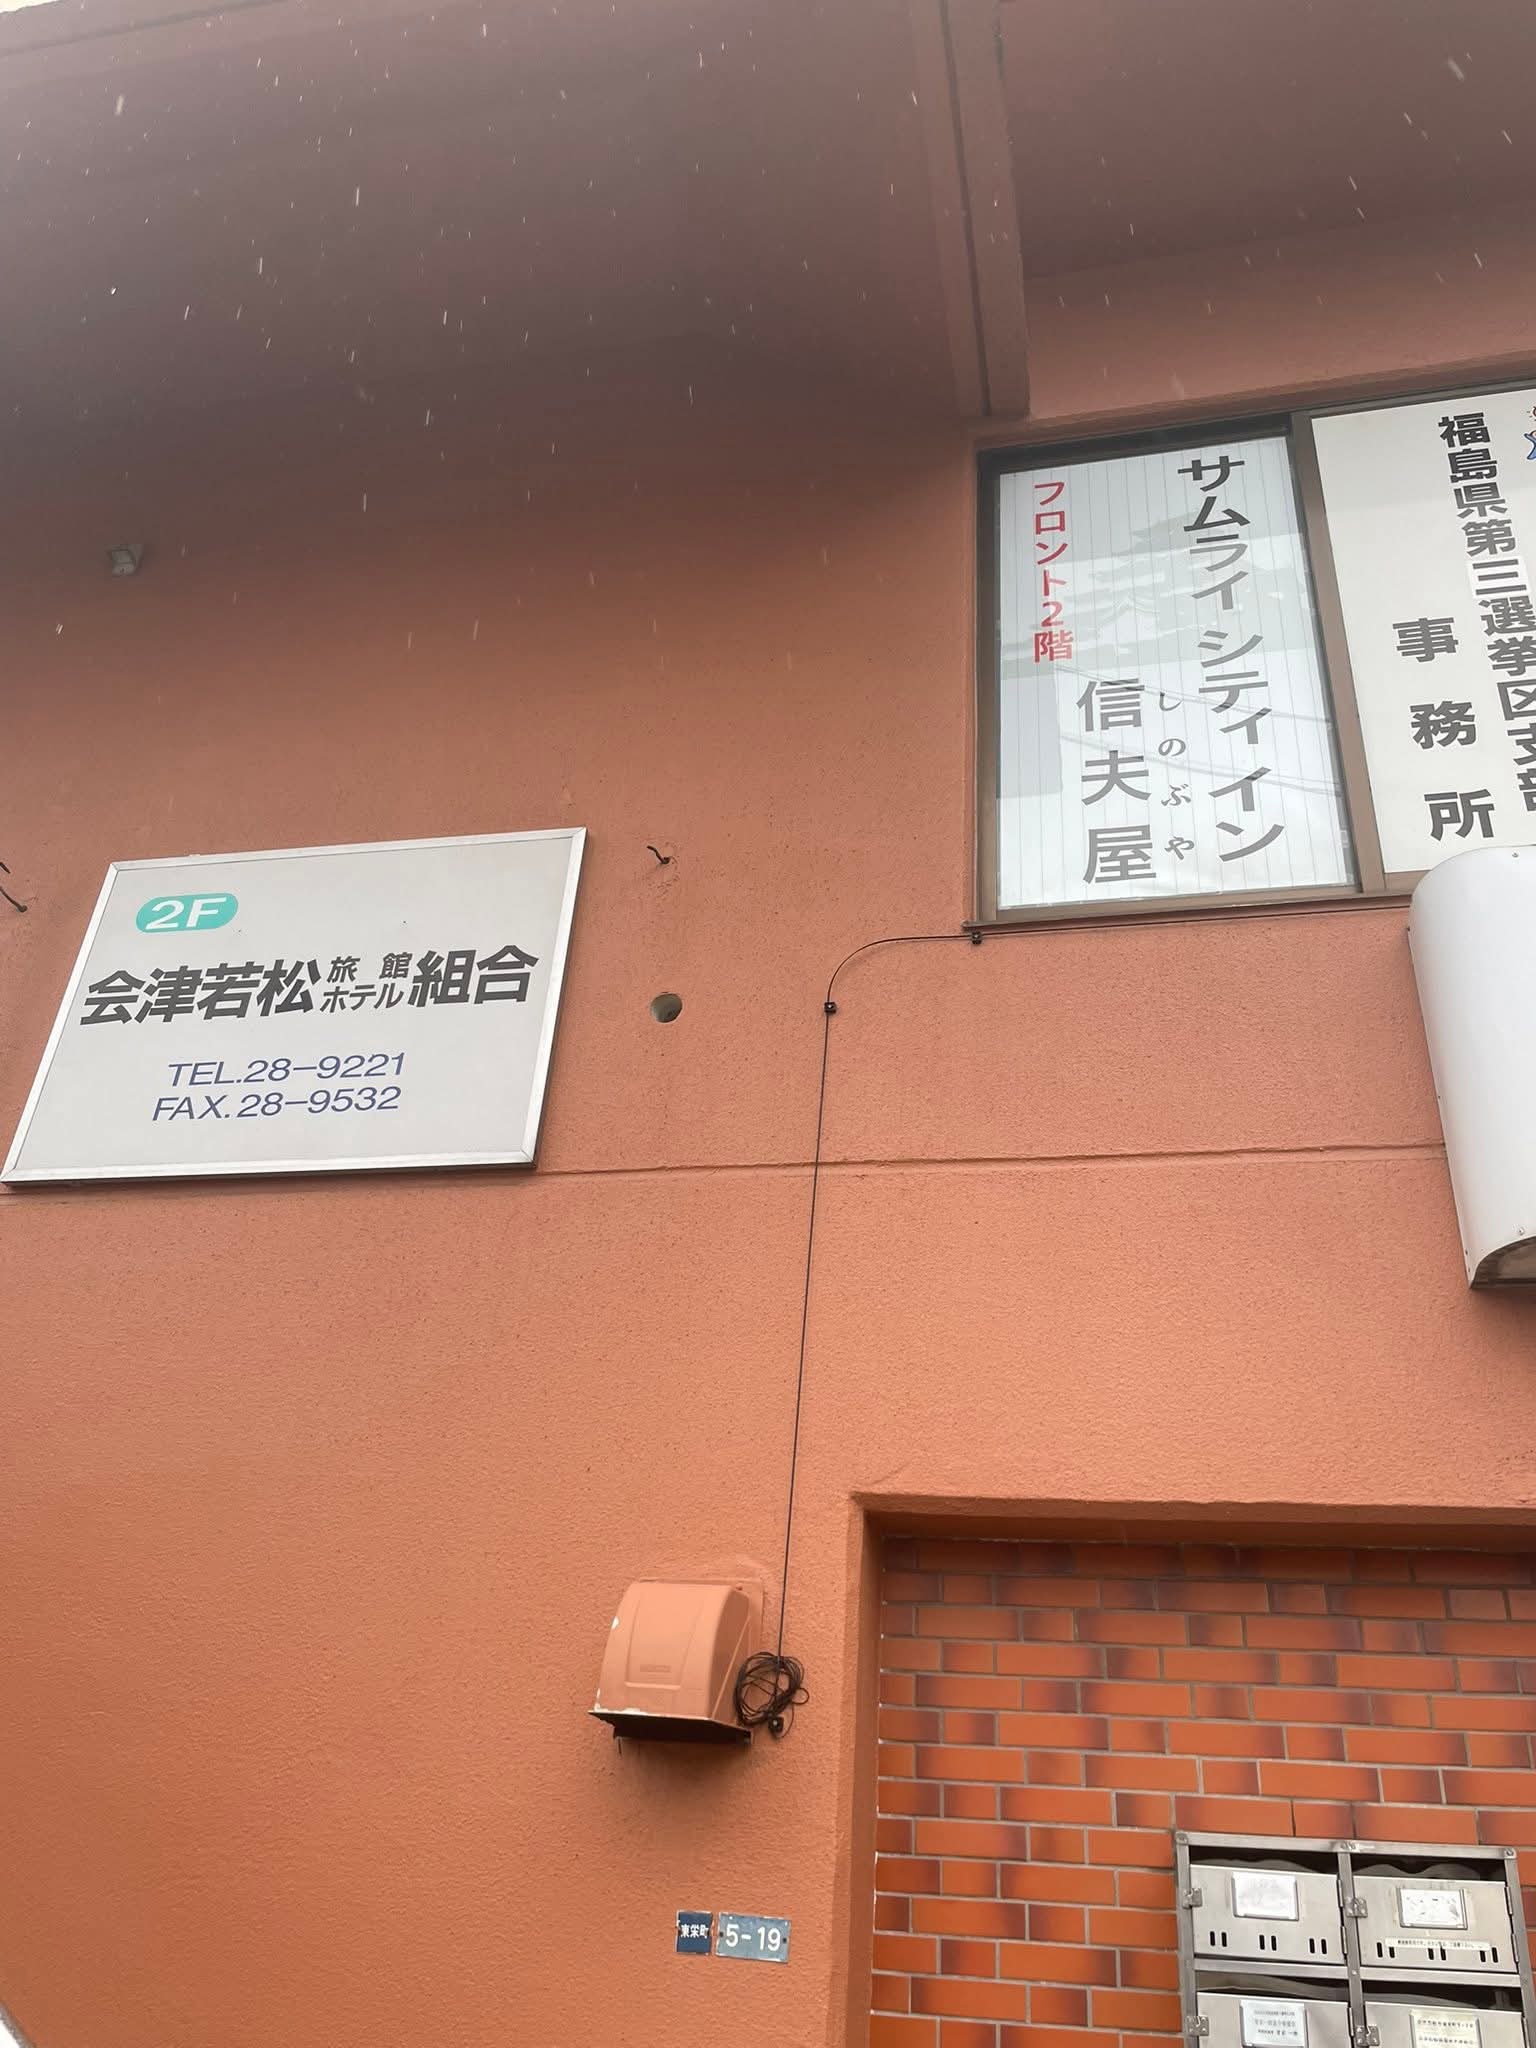 2F
会津若松旅館ホテル組合
TEL.28-9221
FAX.28-9532
サムライシティイン
しのぶや
信夫屋
フロント2階
福島県第三選挙区支部
事務所
東栄町
5-19